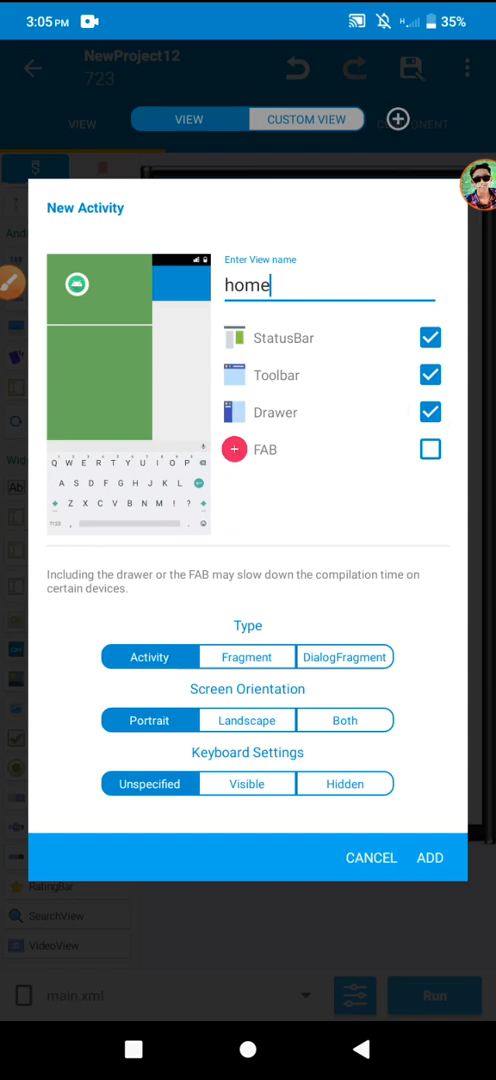 3:05 PM
35%
NewProject12
723
VIEW
VIEW
CUSTOM VIEW
New Activity
Enter View name
home
StatusBar
Toolbar
Drawer
FAB
Q W E R T Y U I O P
A S D F G H J K L
Z X C V B N M ! ?
Including the drawer or the FAB may slow down the compilation time on
certain devices.
Type
Activity
Fragment
DialogFragment
Screen Orientation
Portrait
Landscape
Both
Keyboard Settings
Unspecified
Visible
Hidden
CANCEL
ADD
RatingBar
SearchView
VideoView
main.xml
Run